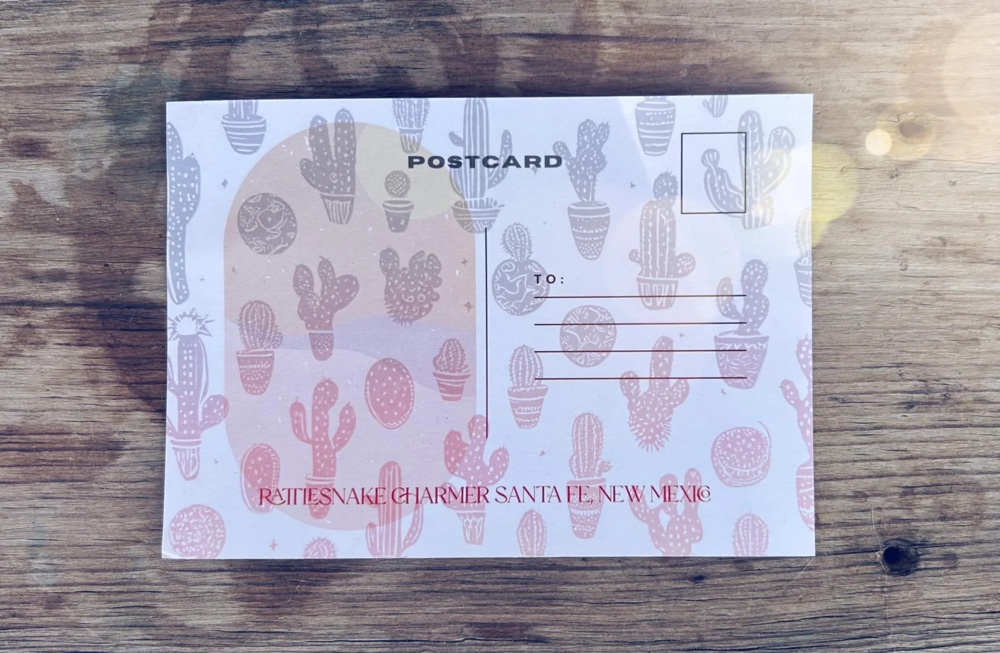 POSTCARD
TO:
RATTLESNAKE CHARMER SANTA FE, NEW MEXICO